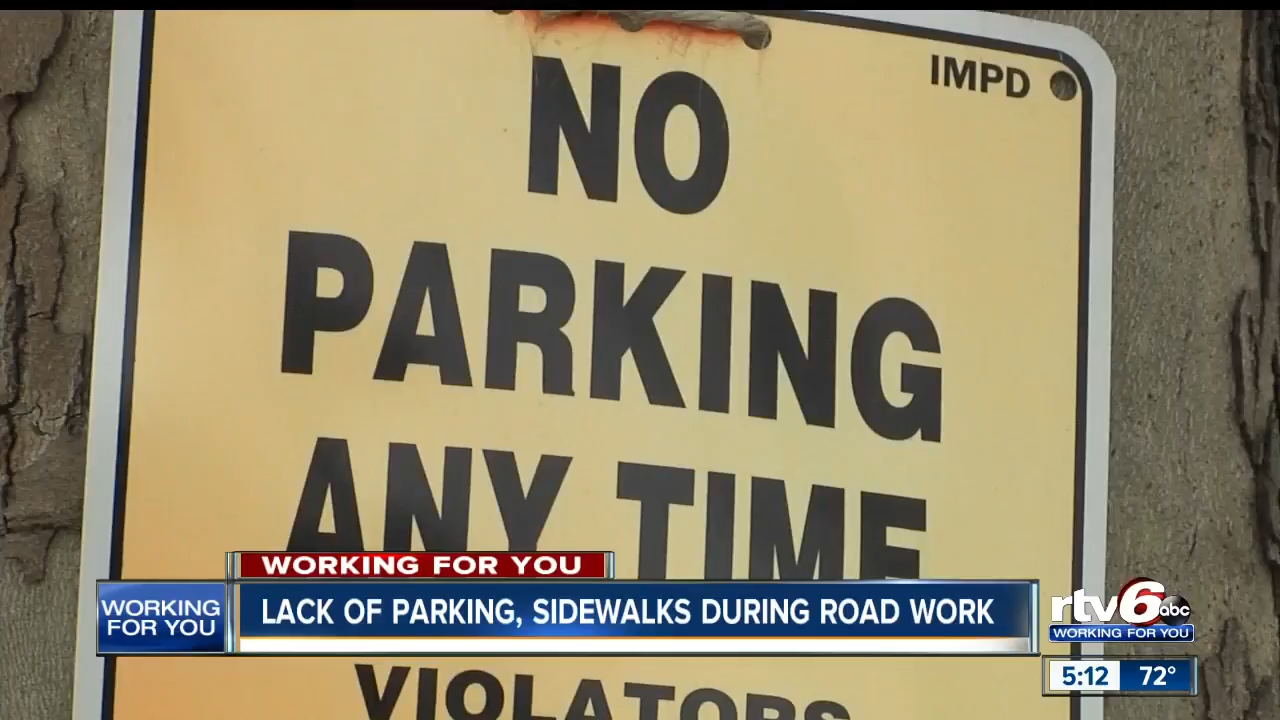 IMPD
NO
PARKING
ANY TIME
WORKING FOR YOU
WORKING
FOR YOU
LACK OF PARKING, SIDEWALKS DURING ROAD WORK
rtv6 abc
WORKING FOR YOU
VIOLATORS
5:12 72°